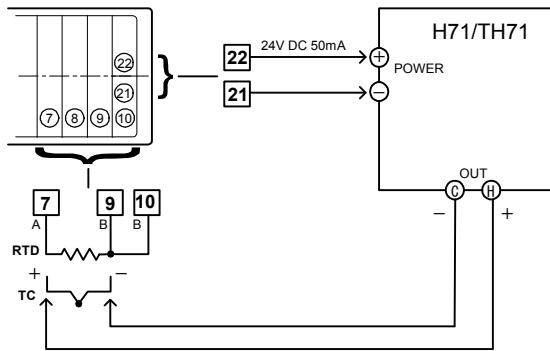 H71/TH71
22
24V DC 50mA
+
POWER
21
−
22
21
7 8 9 10
OUT
C H
− +
7 9 10
A B B
RTD
+ −
TC